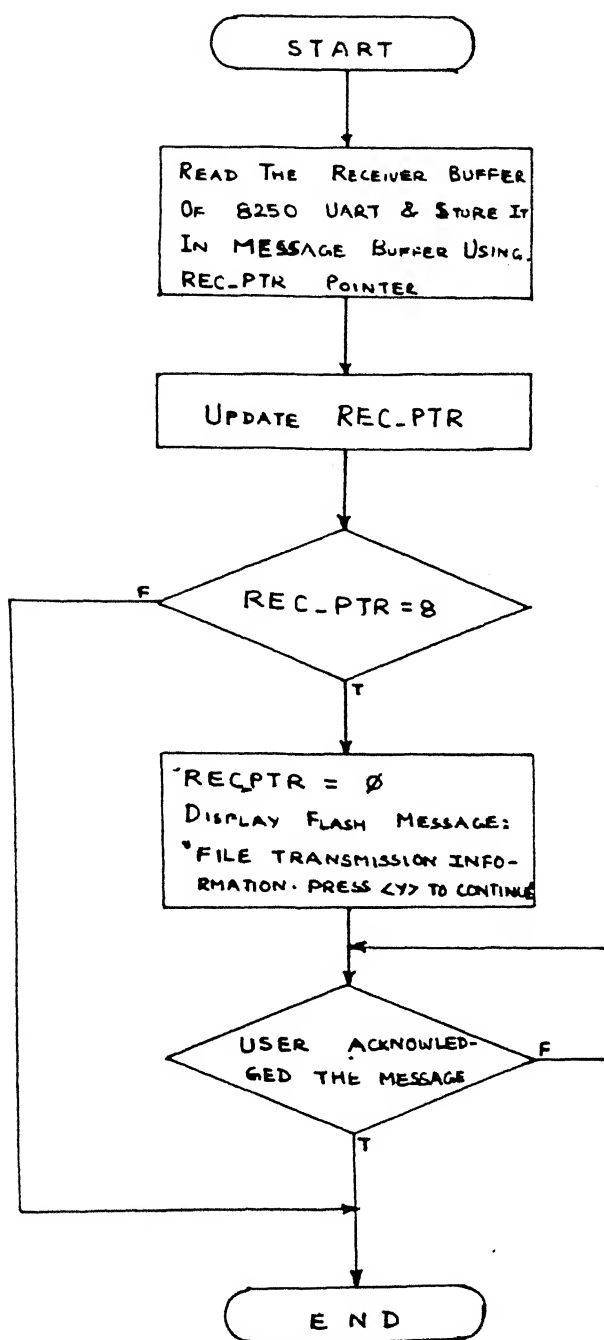 START
READ THE RECEIVER BUFFER
OF 8250 UART & STURE IT
IN MESSAGE BUFFER USING.
REC_PTR POINTER
UPDATE REC_PTR
F
REC_PTR = 8
T
REC_PTR = Ø
DISPLAY FLASH MESSAGE:
"FILE TRANSMISSION INFO-
RMATION. PRESS <Y> TO CONTINUE
USER ACKNOWLED-
GED THE MESSAGE
F
T
END